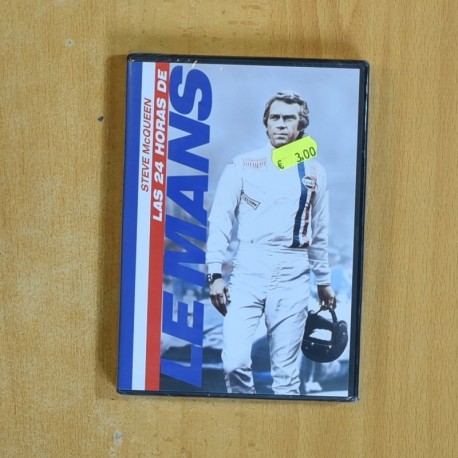 STEVE McQUEEN
LAS 24 HORAS DE
LE MANS
€ 3,00